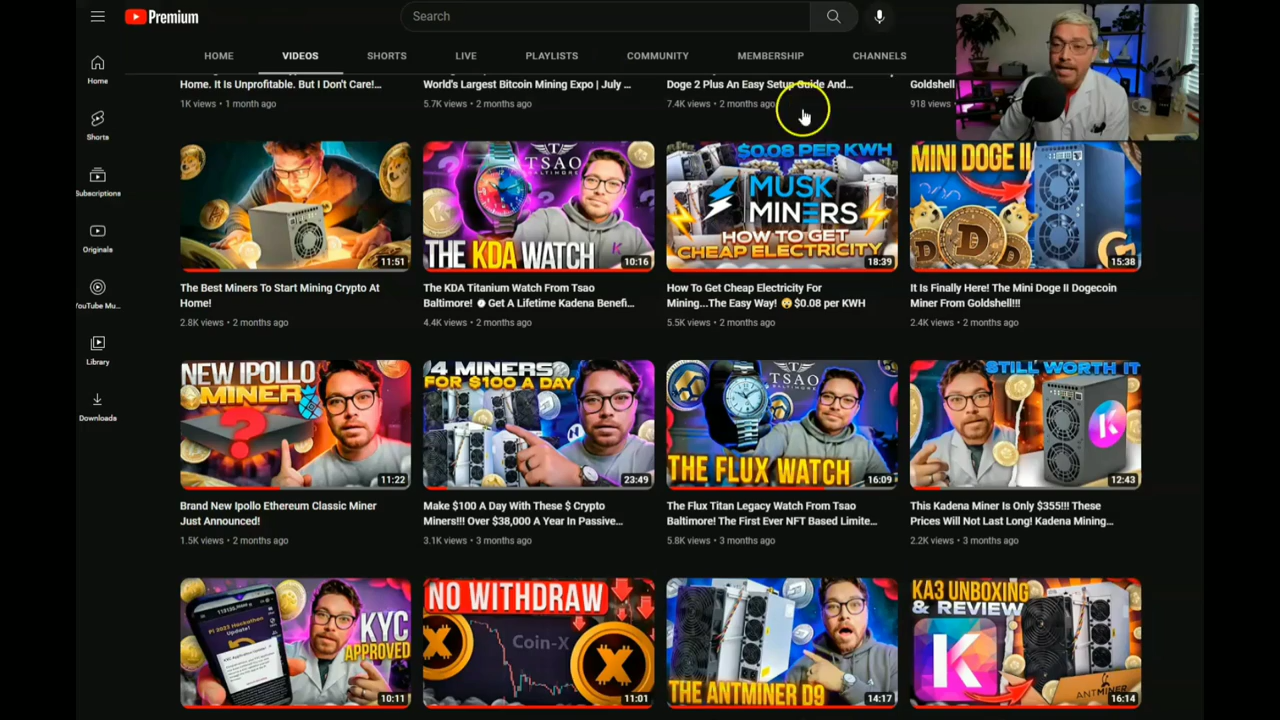 Premium
Search
HOME
VIDEOS
SHORTS
LIVE
PLAYLISTS
COMMUNITY
MEMBERSHIP
CHANNELS
Home
Shorts
Subscriptions
Originals
YouTube Mu...
Library
Downloads
Home. It Is Unprofitable. But I Don't Care!...
1K views • 1 month ago
World's Largest Bitcoin Mining Expo | July ...
5.7K views • 2 months ago
Doge 2 Plus An Easy Setup Guide And...
7.4K views • 2 months ago
Goldshell
918 views
11:51
The Best Miners To Start Mining Crypto At
Home!
2.8K views • 2 months ago
TSAO
BALTIMORE
THE KDA WATCH
10:16
The KDA Titanium Watch From Tsao
Baltimore! Get A Lifetime Kadena Benefi...
4.4K views • 2 months ago
$0.08 PER KWH
MUSK
MINERS
HOW TO GET
CHEAP ELECTRICITY
18:39
How To Get Cheap Electricity For
Mining...The Easy Way! 😮 $0.08 per KWH
5.5K views • 2 months ago
MINI DOGE II
15:38
It Is Finally Here! The Mini Doge II Dogecoin
Miner From Goldshell!!!
2.4K views • 2 months ago
NEW IPOLLO
MINER
?
11:22
Brand New Ipollo Ethereum Classic Miner
Just Announced!
1.5K views • 2 months ago
4 MINERS
FOR $100 A DAY
23:49
Make $100 A Day With These $ Crypto
Miners!!! Over $38,000 A Year In Passive...
3.1K views • 3 months ago
TSAO
BALTIMORE
THE FLUX WATCH
16:09
The Flux Titan Legacy Watch From Tsao
Baltimore! The First Ever NFT Based Limite...
5.8K views • 3 months ago
STILL WORTH IT
K
12:43
This Kadena Miner Is Only $355!!! These
Prices Will Not Last Long! Kadena Mining...
2.2K views • 3 months ago
KYC
APPROVED
10:11
NO WITHDRAW
Coin-X
X
X
11:01
THE ANTMINER D9
14:17
KA3 UNBOXING
& REVIEW
K
ANTMINER
16:14